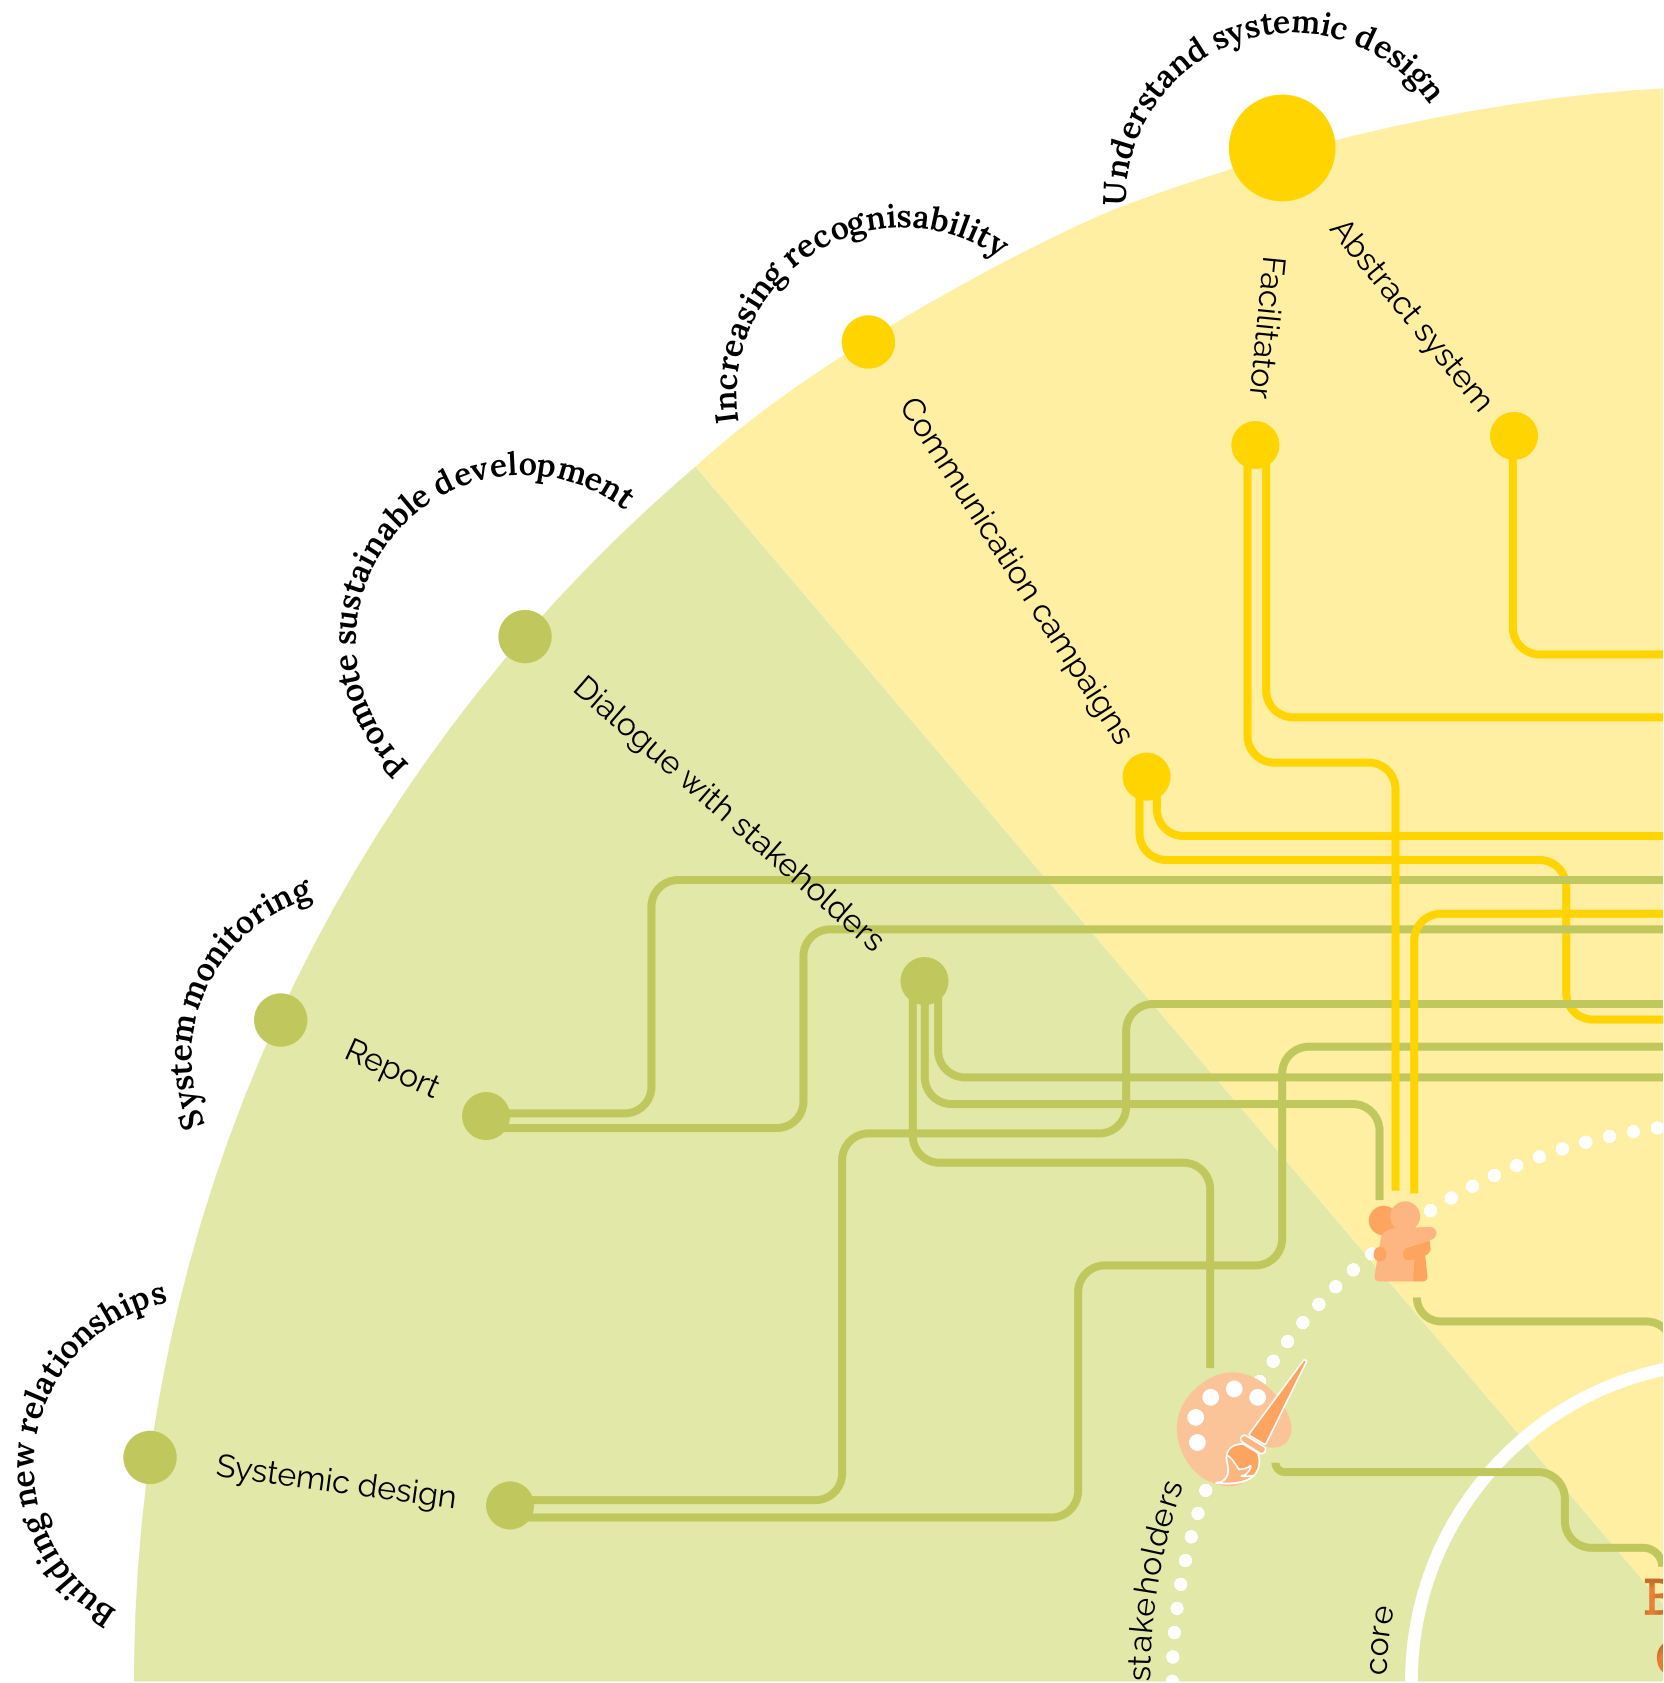 Understand systemic design
Increasing recognisability
Abstract system
Facilitator
Communication campaigns
Promote sustainable development
Dialogue with stakeholders
System monitoring
Report
Building new relationships
Systemic design
stakeholders
core